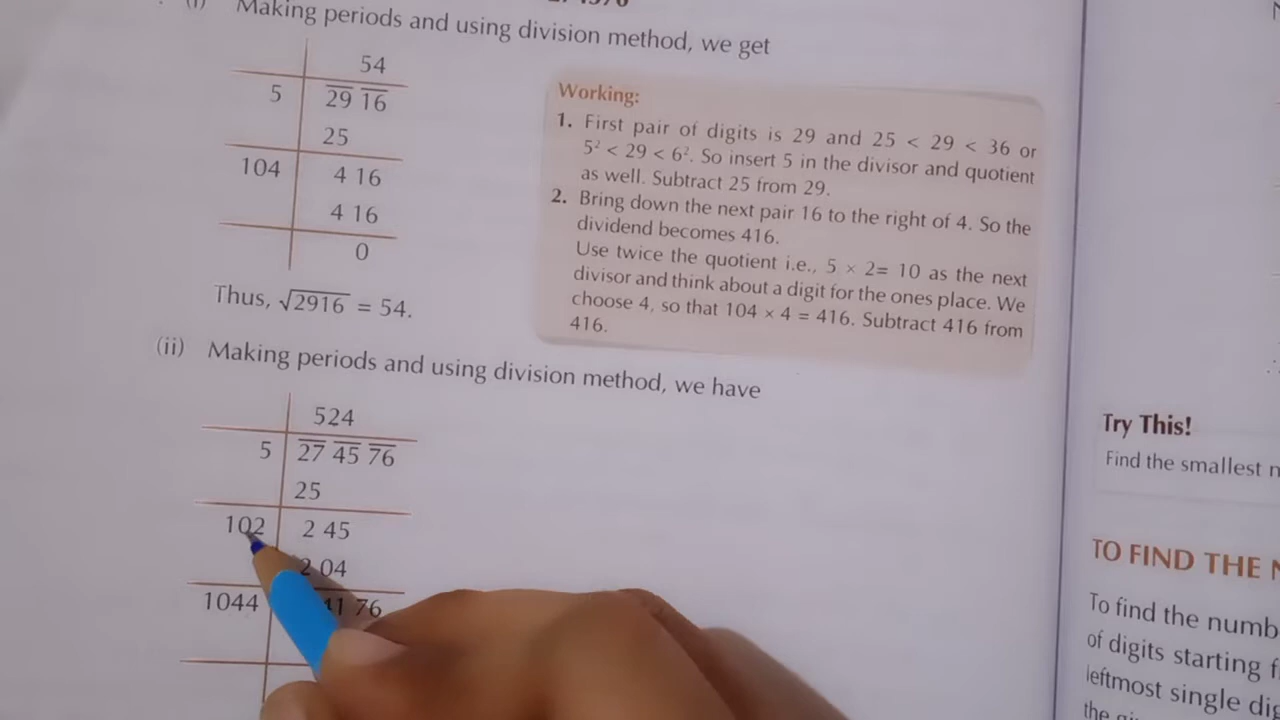 (i) Making periods and using division method, we get
54
5 29 16
25
104 4 16
4 16
0
Thus, √2916 = 54.
Working:
1. First pair of digits is 29 and 25 < 29 < 36 or
5² < 29 < 6². So insert 5 in the divisor and quotient
as well. Subtract 25 from 29.
2. Bring down the next pair 16 to the right of 4. So the
dividend becomes 416.
Use twice the quotient i.e., 5 × 2= 10 as the next
divisor and think about a digit for the ones place. We
choose 4, so that 104 × 4 = 416. Subtract 416 from
416.
(ii) Making periods and using division method, we have
524
5 27 45 76
25
102 2 45
2 04
1044 41 76
Try This!
Find the smallest
TO FIND THE
To find the
of digits starting
leftmost single
the